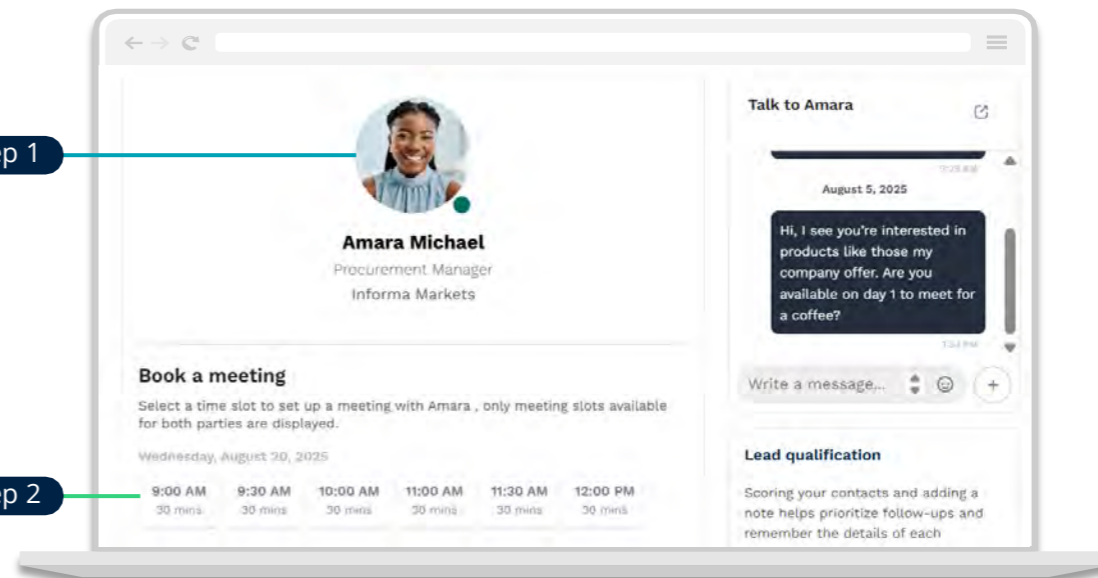 ep 1
Amara Michael
Procurement Manager
Informa Markets
Book a meeting
Select a time slot to set up a meeting with Amara , only meeting slots available
for both parties are displayed.
Wednesday, August 20, 2025
ep 2
9:00 AM 9:30 AM 10:00 AM 11:00 AM 11:30 AM 12:00 PM
30 mins 30 mins 30 mins 30 mins 30 mins 30 mins
Talk to Amara
August 5, 2025
Hi, I see you're interested in
products like those my
company offer. Are you
available on day 1 to meet for
a coffee?
Write a message...
Lead qualification
Scoring your contacts and adding a
note helps prioritize follow-ups and
remember the details of each